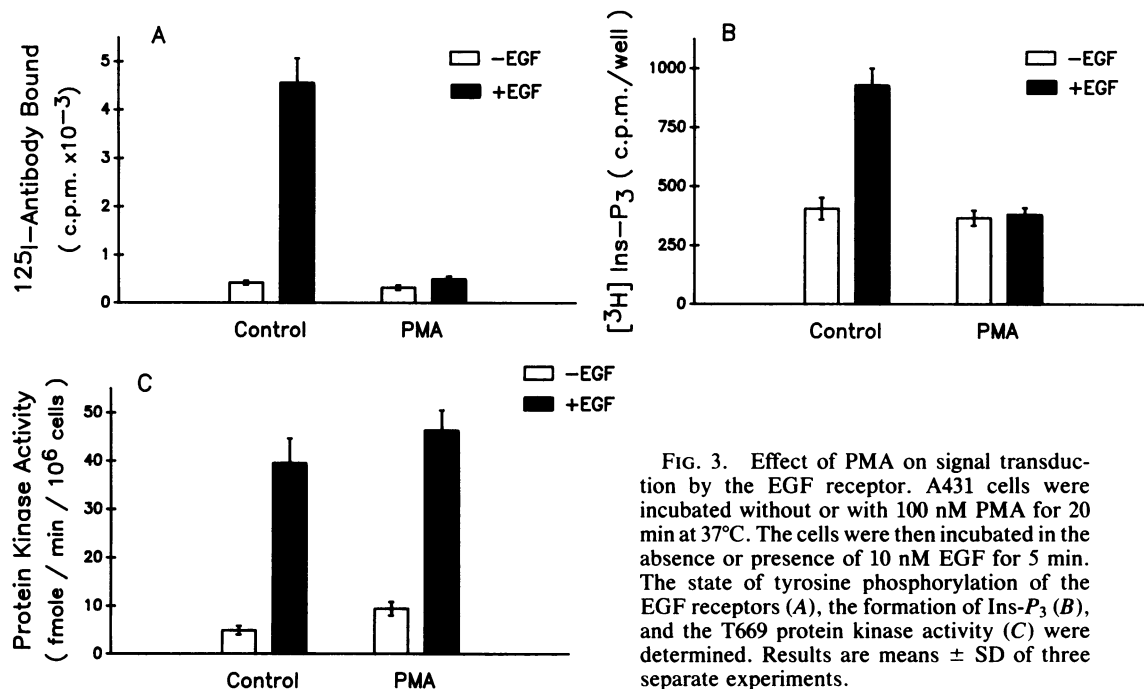 A
125I–Antibody Bound
( c.p.m. x10−3 )
5
4
3
2
1
0
–EGF
+EGF
Control PMA
B
[3H] Ins–P3 ( c.p.m./well )
1000
750
500
250
0
–EGF
+EGF
Control PMA
C
Protein Kinase Activity
( fmole / min / 10^6 cells )
50
40
30
20
10
0
–EGF
+EGF
Control PMA
FIG. 3. Effect of PMA on signal transduc-
tion by the EGF receptor. A431 cells were
incubated without or with 100 nM PMA for 20
min at 37°C. The cells were then incubated in the
absence or presence of 10 nM EGF for 5 min.
The state of tyrosine phosphorylation of the
EGF receptors (A), the formation of Ins-P3 (B),
and the T669 protein kinase activity (C) were
determined. Results are means ± SD of three
separate experiments.